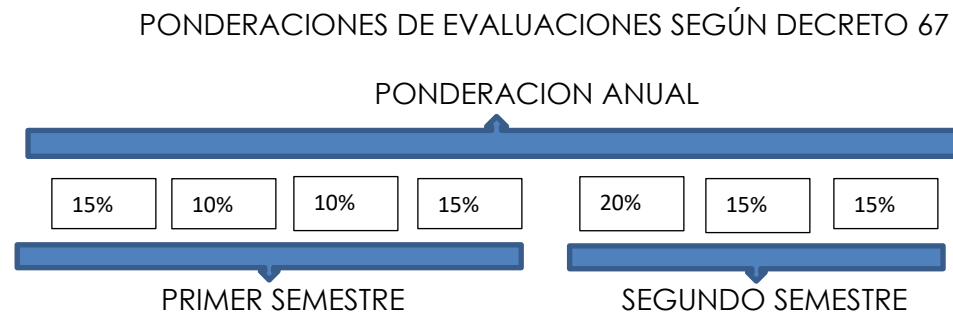 PONDERACIONES DE EVALUACIONES SEGÚN DECRETO 67
PONDERACION ANUAL
15% 10% 10% 15% 20% 15% 15%
PRIMER SEMESTRE SEGUNDO SEMESTRE